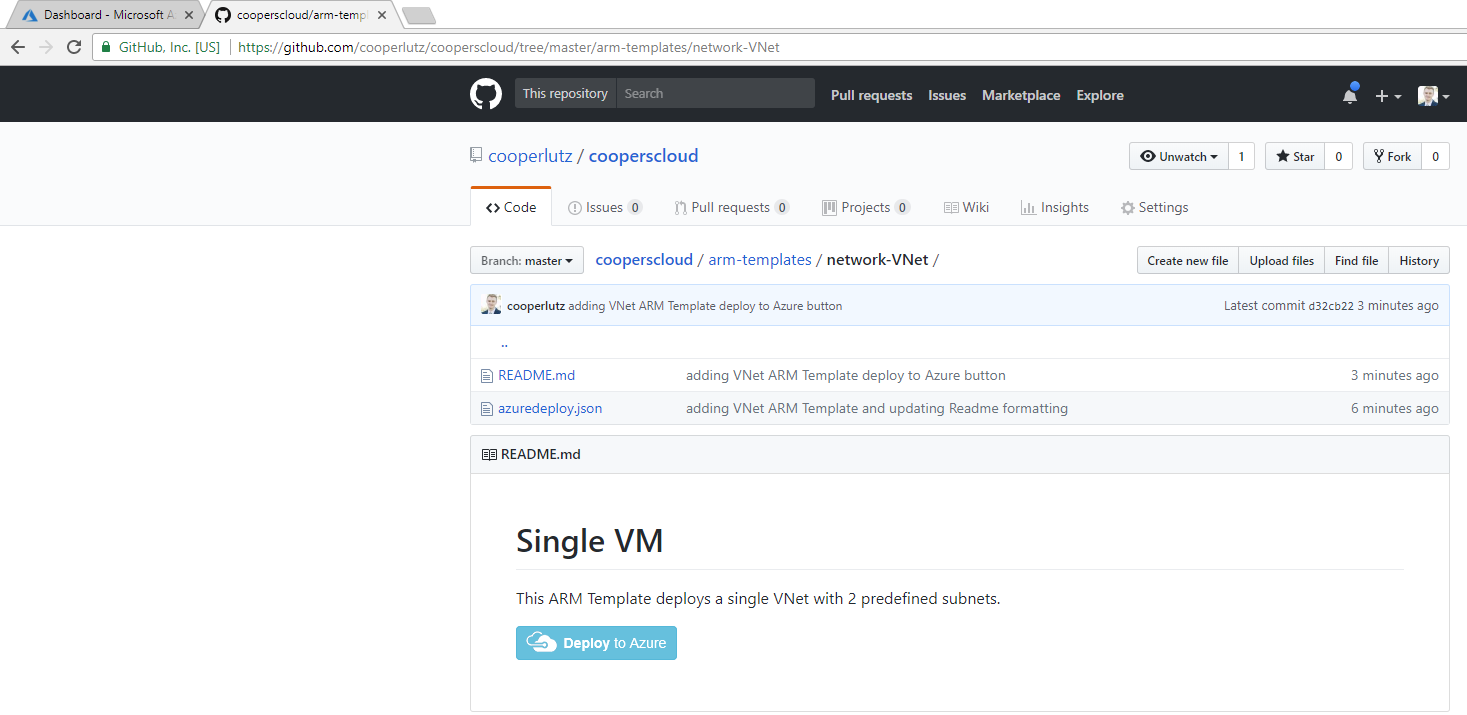 Dashboard - Microsoft A
cooperscloud/arm-temp
GitHub, Inc. [US] https://github.com/cooperlutz/cooperscloud/tree/master/arm-templates/network-VNet
This repository Search Pull requests Issues Marketplace Explore
cooperlutz / cooperscloud Unwatch 1 Star 0 Fork 0
Code Issues 0 Pull requests 0 Projects 0 Wiki Insights Settings
Branch: master cooperscloud / arm-templates / network-VNet / Create new file Upload files Find file History
cooperlutz adding VNet ARM Template deploy to Azure button Latest commit d32cb22 3 minutes ago
..
README.md adding VNet ARM Template deploy to Azure button 3 minutes ago
azuredeploy.json adding VNet ARM Template and updating Readme formatting 6 minutes ago
README.md
Single VM
This ARM Template deploys a single VNet with 2 predefined subnets.
Deploy to Azure